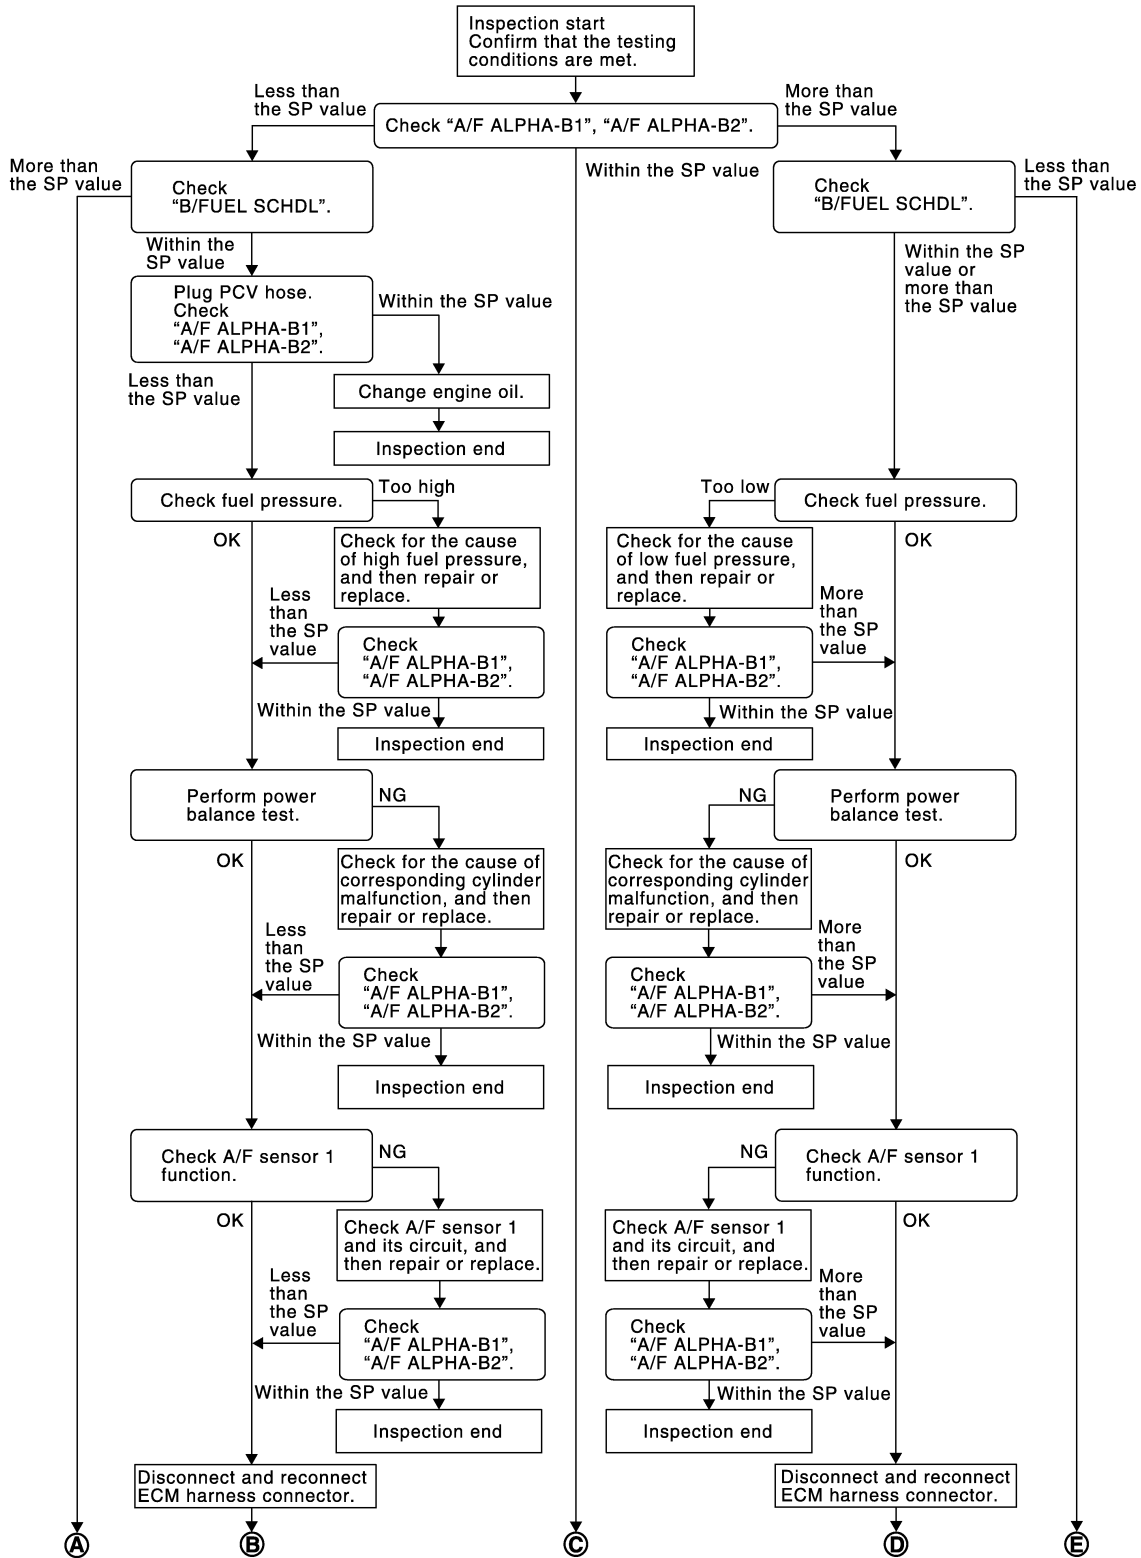 Inspection start
Confirm that the testing
conditions are met.
Less than
the SP value
More than
the SP value
Check “A/F ALPHA-B1”, “A/F ALPHA-B2”.
More than
the SP value
Check
“B/FUEL SCHDL”.
Within the SP value
Check
“B/FUEL SCHDL”.
Less than
the SP value
Within the
SP value
Within the SP
value or
more than
the SP value
Plug PCV hose.
Check
“A/F ALPHA-B1”,
“A/F ALPHA-B2”.
Within the SP value
Less than
the SP value
Change engine oil.
Inspection end
Check fuel pressure.
Too high
Too low
Check fuel pressure.
OK
Check for the cause
of high fuel pressure,
and then repair or
replace.
Check for the cause
of low fuel pressure,
and then repair or
replace.
OK
Less
than
the SP
value
Check
“A/F ALPHA-B1”,
“A/F ALPHA-B2”.
Check
“A/F ALPHA-B1”,
“A/F ALPHA-B2”.
More
than
the SP
value
Within the SP value
Within the SP value
Inspection end
Inspection end
Perform power
balance test.
NG
NG
Perform power
balance test.
OK
Check for the cause of
corresponding cylinder
malfunction, and then
repair or replace.
Check for the cause of
corresponding cylinder
malfunction, and then
repair or replace.
OK
Less
than
the SP
value
Check
“A/F ALPHA-B1”,
“A/F ALPHA-B2”.
Check
“A/F ALPHA-B1”,
“A/F ALPHA-B2”.
More
than
the SP
value
Within the SP value
Within the SP value
Inspection end
Inspection end
Check A/F sensor 1
function.
NG
NG
Check A/F sensor 1
function.
OK
Check A/F sensor 1
and its circuit, and
then repair or replace.
Check A/F sensor 1
and its circuit, and
then repair or replace.
OK
Less
than
the SP
value
Check
“A/F ALPHA-B1”,
“A/F ALPHA-B2”.
Check
“A/F ALPHA-B1”,
“A/F ALPHA-B2”.
More
than
the SP
value
Within the SP value
Within the SP value
Inspection end
Inspection end
Disconnect and reconnect
ECM harness connector.
Disconnect and reconnect
ECM harness connector.
A
B
C
D
E